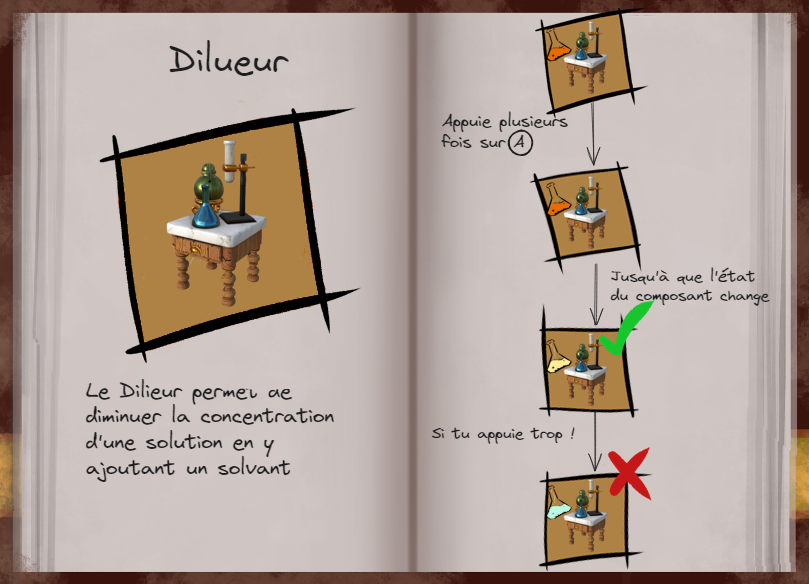 Dilueur
Le Dilieur permet de
diminuer la concentration
d'une solution en y
ajoutant un solvant
Appuie plusieurs
fois sur A
Jusqu'à que l'état
du composant change
Si tu appuie trop !